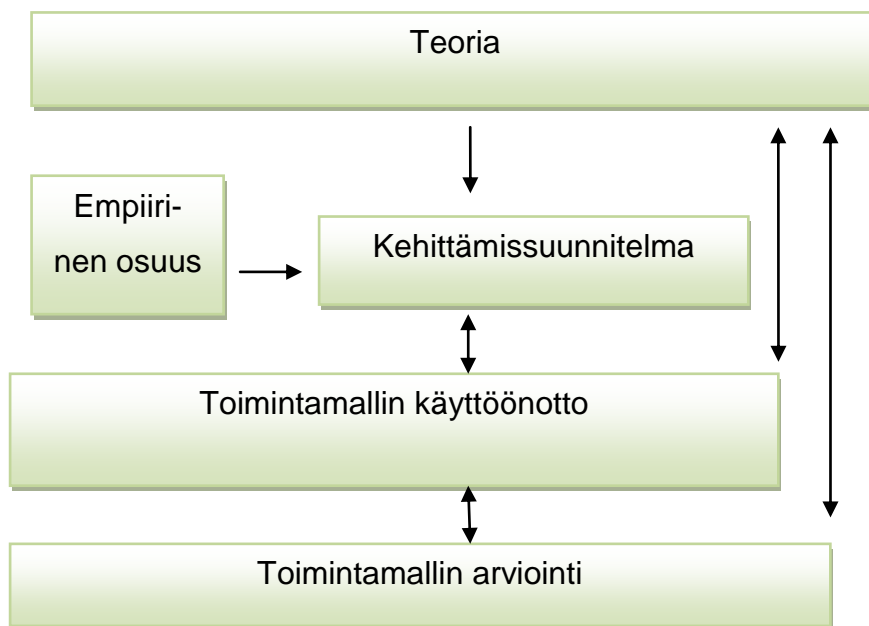 Teoria
Empiiri-
nen osuus
Kehittämissuunnitelma
Toimintamallin käyttöönotto
Toimintamallin arviointi